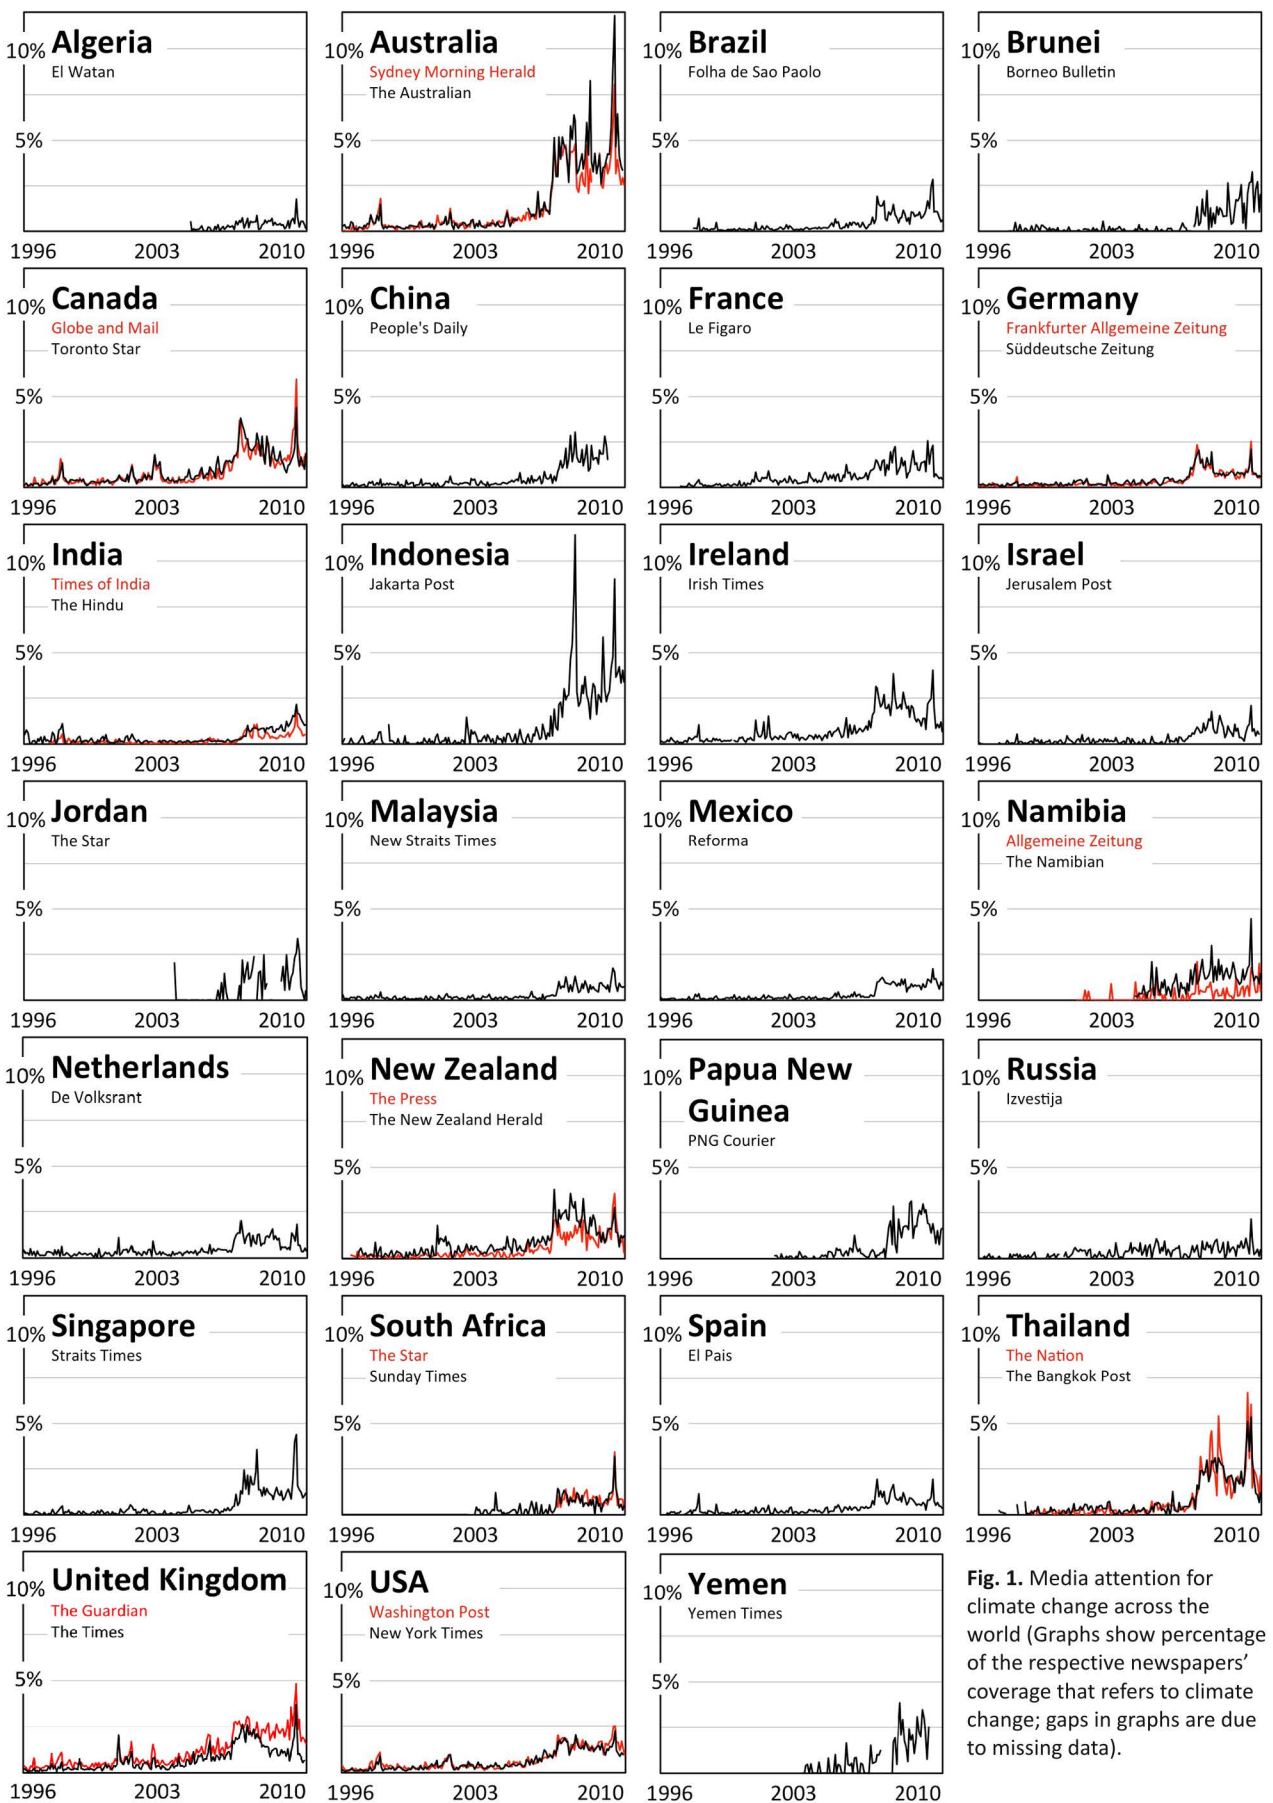 10% Algeria
El Watan
5%
1996 2003 2010
10% Australia
Sydney Morning Herald
The Australian
5%
1996 2003 2010
10% Brazil
Folha de Sao Paolo
5%
1996 2003 2010
10% Brunei
Borneo Bulletin
5%
1996 2003 2010
10% Canada
Globe and Mail
Toronto Star
5%
1996 2003 2010
10% China
People's Daily
5%
1996 2003 2010
10% France
Le Figaro
5%
1996 2003 2010
10% Germany
Frankfurter Allgemeine Zeitung
Süddeutsche Zeitung
5%
1996 2003 2010
10% India
Times of India
The Hindu
5%
1996 2003 2010
10% Indonesia
Jakarta Post
5%
1996 2003 2010
10% Ireland
Irish Times
5%
1996 2003 2010
10% Israel
Jerusalem Post
5%
1996 2003 2010
10% Jordan
The Star
5%
1996 2003 2010
10% Malaysia
New Straits Times
5%
1996 2003 2010
10% Mexico
Reforma
5%
1996 2003 2010
10% Namibia
Allgemeine Zeitung
The Namibian
5%
1996 2003 2010
10% Netherlands
De Volksrant
5%
1996 2003 2010
10% New Zealand
The Press
The New Zealand Herald
5%
1996 2003 2010
10% Papua New
Guinea
PNG Courier
5%
1996 2003 2010
10% Russia
Izvestija
5%
1996 2003 2010
10% Singapore
Straits Times
5%
1996 2003 2010
10% South Africa
The Star
Sunday Times
5%
1996 2003 2010
10% Spain
El Pais
5%
1996 2003 2010
10% Thailand
The Nation
The Bangkok Post
5%
1996 2003 2010
10% United Kingdom
The Guardian
The Times
5%
1996 2003 2010
10% USA
Washington Post
New York Times
5%
1996 2003 2010
10% Yemen
Yemen Times
5%
1996 2003 2010
Fig. 1. Media attention for
climate change across the
world (Graphs show percentage
of the respective newspapers’
coverage that refers to climate
change; gaps in graphs are due
to missing data).